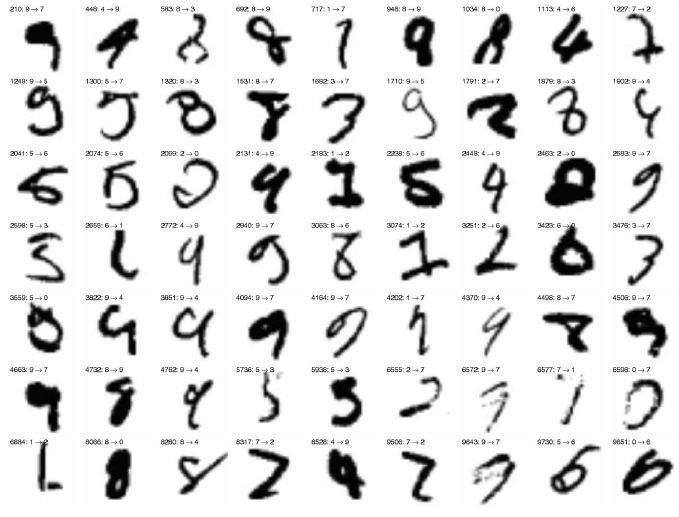 210: 9→7 448: 4→9 583: 8→3 692: 8→9 717: 1→7 948: 8→9 1034: 8→0 1113: 4→6 1227: 7→2
1248: 9→5 1300: 5→7 1320: 8→3 1531: 8→7 1682: 3→7 1710: 9→5 1791: 2→7 1879: 8→3 1902: 9→4
2041: 5→6 2074: 5→6 2099: 2→0 2131: 4→9 2183: 1→2 2238: 5→6 2448: 4→9 2463: 2→0 2583: 9→7
2598: 5→3 2655: 6→1 2772: 4→9 2940: 9→7 3063: 8→6 3074: 1→2 3251: 2→6 3423: 6→0 3476: 3→7
3559: 5→0 3822: 9→4 3851: 9→4 4094: 9→7 4164: 9→7 4202: 1→7 4370: 9→4 4498: 8→7 4506: 9→7
4663: 9→7 4732: 8→9 4762: 9→4 5736: 5→3 5938: 5→3 6555: 2→7 6572: 9→7 6577: 7→1 6598: 0→7
6884: 1→2 8066: 8→0 8280: 8→4 8317: 7→2 8528: 4→9 9506: 7→2 9643: 9→7 9730: 5→6 9851: 0→6